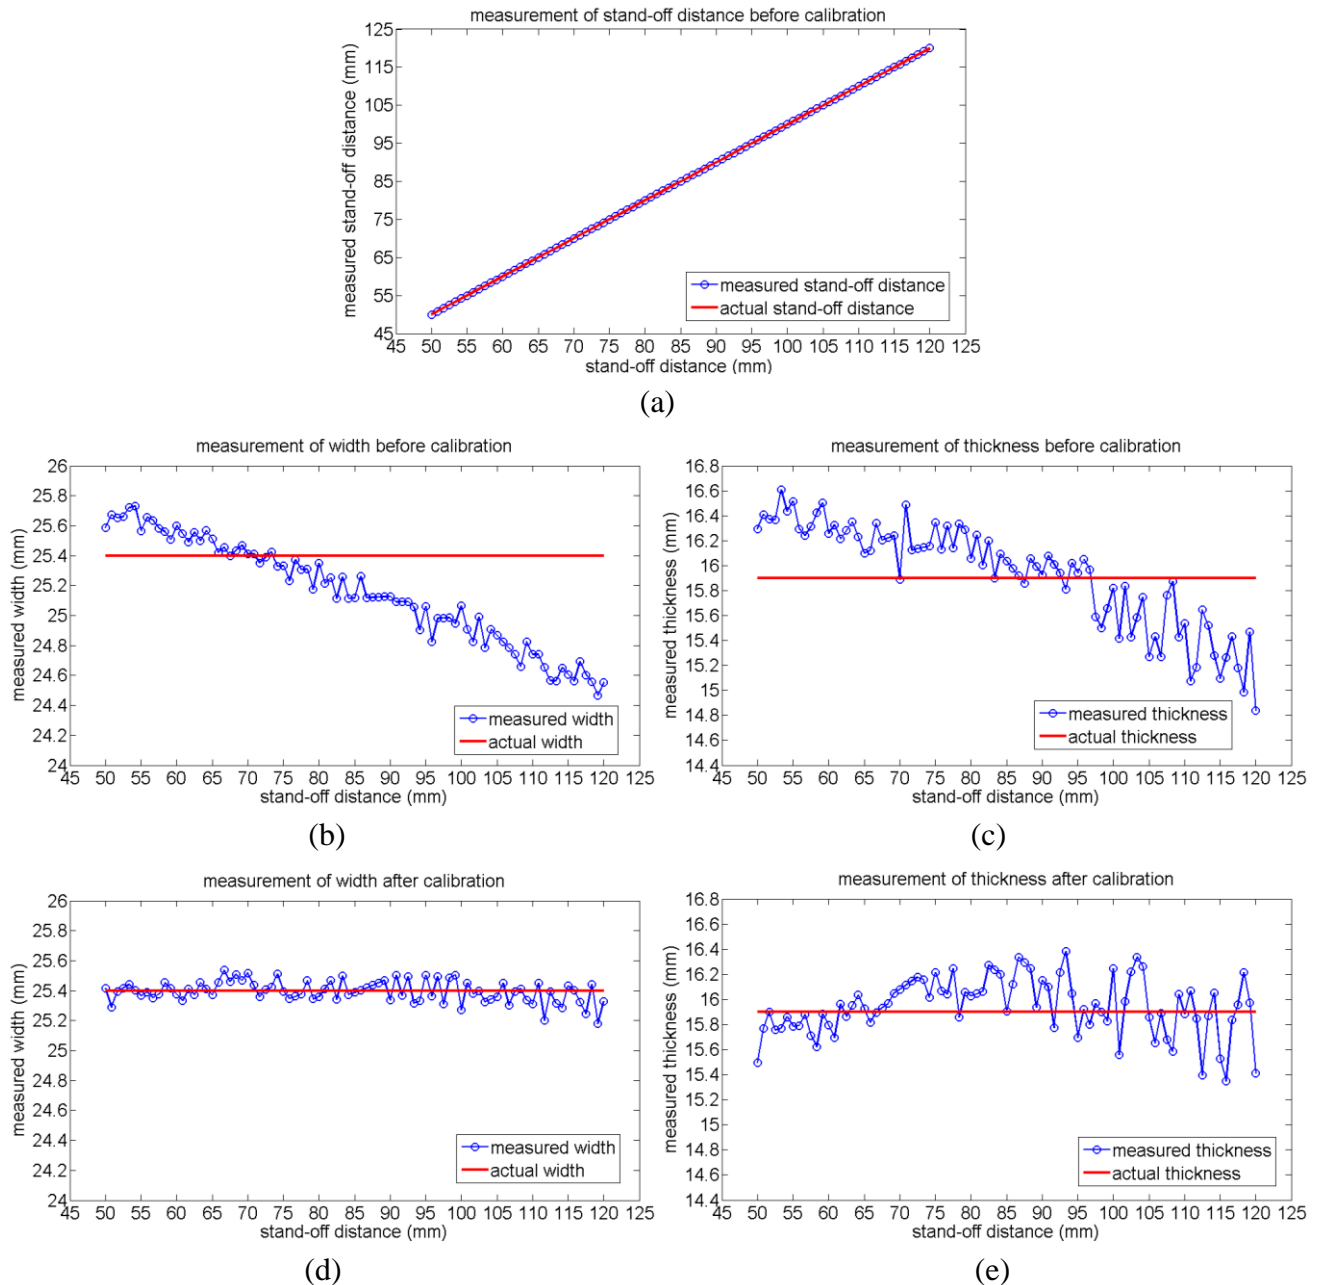 measurement of stand-off distance before calibration
125
115
105
95
85
75
65
55
45
measured stand-off distance (mm)
measured stand-off distance
actual stand-off distance
45 50 55 60 65 70 75 80 85 90 95 100 105 110 115 120 125
stand-off distance (mm)
(a)
measurement of width before calibration
26
25.8
25.6
25.4
25.2
25
24.8
24.6
24.4
24.2
24
measured width (mm)
measured width
actual width
45 50 55 60 65 70 75 80 85 90 95 100 105 110 115 120 125
stand-off distance (mm)
(b)
measurement of thickness before calibration
16.8
16.6
16.4
16.2
16
15.8
15.6
15.4
15.2
15
14.8
14.6
14.4
measured thickness (mm)
measured thickness
actual thickness
45 50 55 60 65 70 75 80 85 90 95 100 105 110 115 120 125
stand-off distance (mm)
(c)
measurement of width after calibration
26
25.8
25.6
25.4
25.2
25
24.8
24.6
24.4
24.2
24
measured width (mm)
measured width
actual width
45 50 55 60 65 70 75 80 85 90 95 100 105 110 115 120 125
stand-off distance (mm)
(d)
measurement of thickness after calibration
16.8
16.6
16.4
16.2
16
15.8
15.6
15.4
15.2
15
14.8
14.6
14.4
measured thickness (mm)
measured thickness
actual thickness
45 50 55 60 65 70 75 80 85 90 95 100 105 110 115 120 125
stand-off distance (mm)
(e)